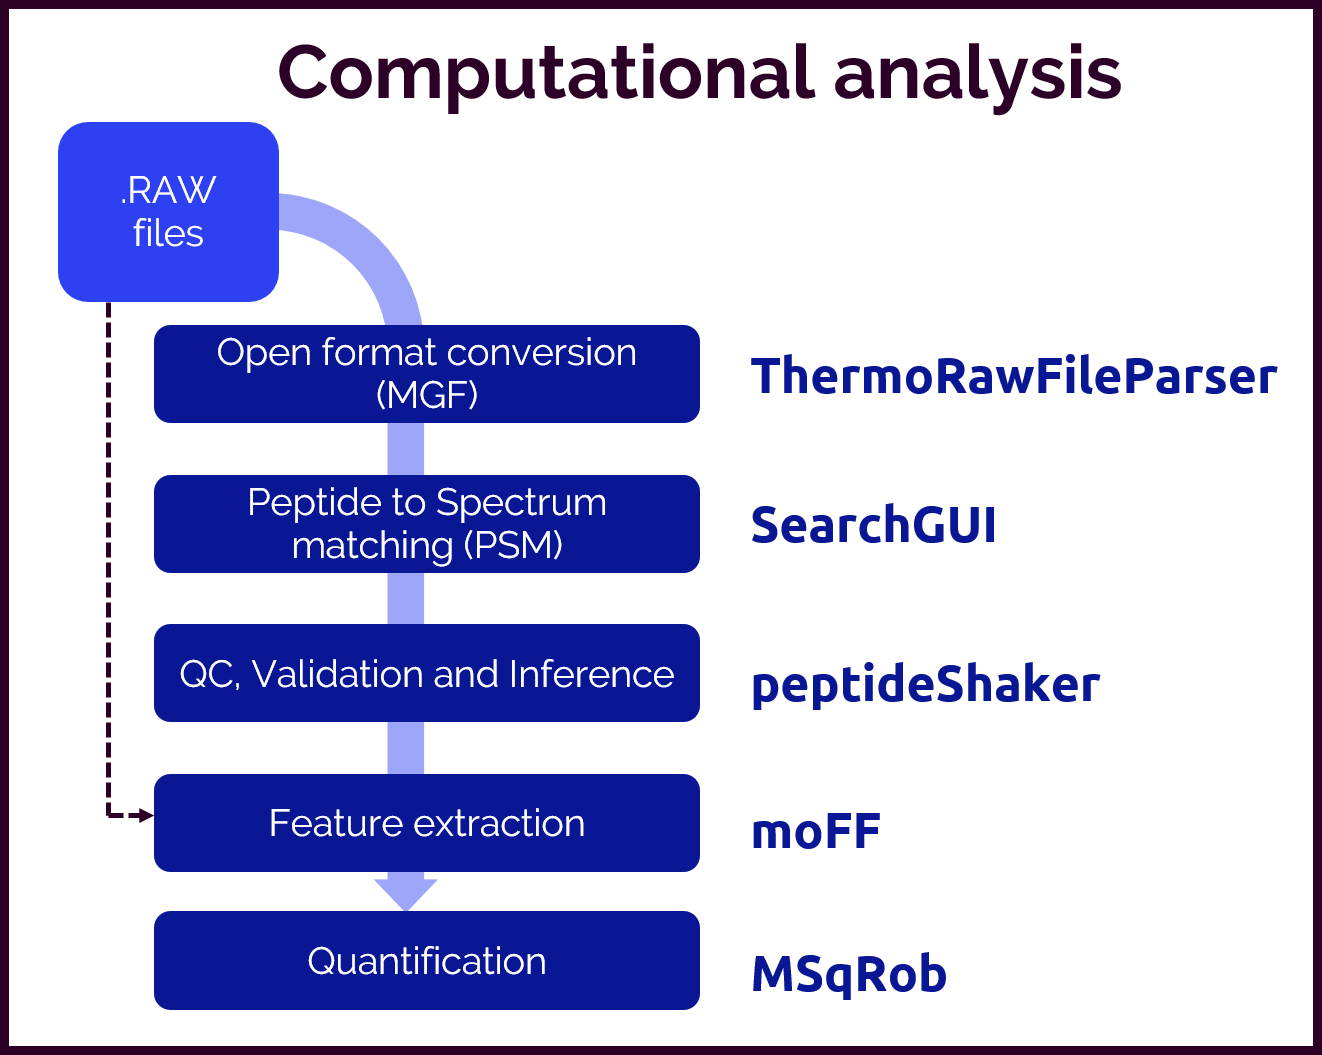 Computational analysis
.RAW
files
Open format conversion
(MGF)
ThermoRawFileParser
Peptide to Spectrum
matching (PSM)
SearchGUI
QC, Validation and Inference
peptideShaker
Feature extraction
moFF
Quantification
MSqRob